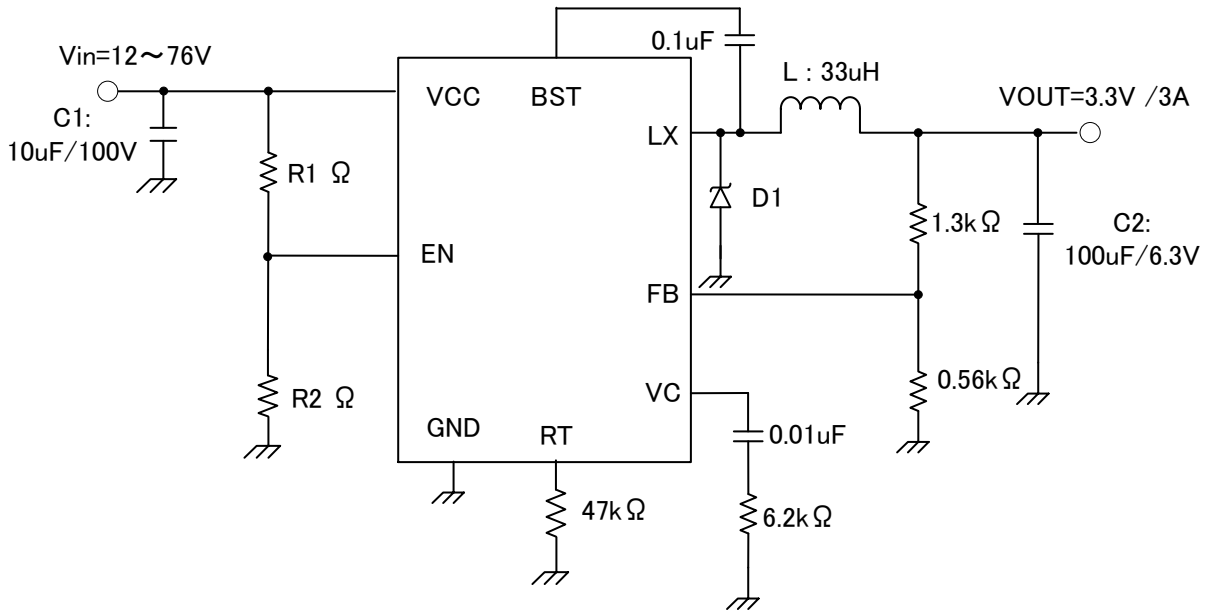 Vin=12～76V
C1:
10uF/100V
R1 Ω
R2 Ω
VCC
BST
LX
EN
FB
VC
GND
RT
0.1uF
L : 33uH
VOUT=3.3V /3A
D1
1.3kΩ
C2:
100uF/6.3V
0.56kΩ
0.01uF
47kΩ
6.2kΩ